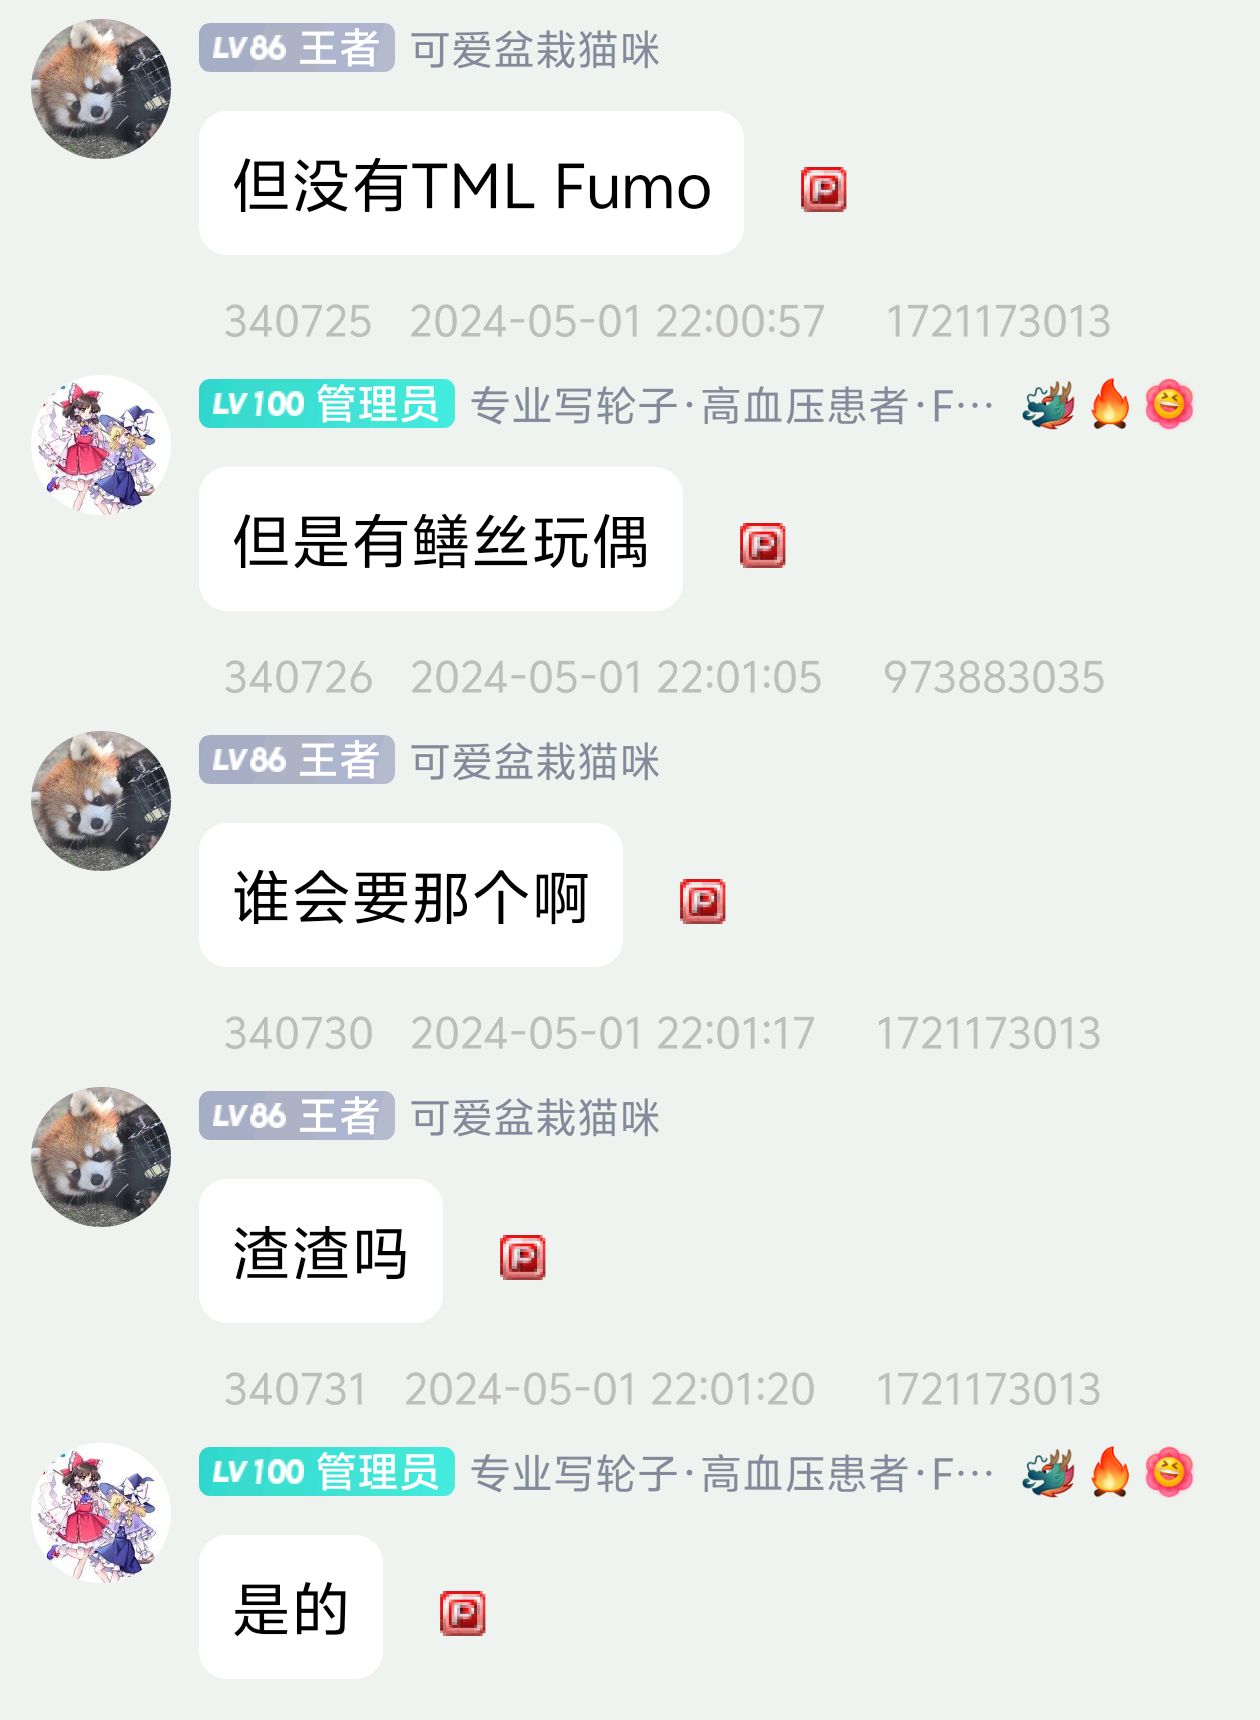 LV86 王者 可爱盆栽猫咪
但没有TML Fumo
P
340725 2024-05-01 22:00:57 1721173013
LV100 管理员 专业写轮子·高血压患者·F…
但是有鳝丝玩偶
P
340726 2024-05-01 22:01:05 973883035
LV86 王者 可爱盆栽猫咪
谁会要那个啊
P
340730 2024-05-01 22:01:17 1721173013
LV86 王者 可爱盆栽猫咪
渣渣吗
P
340731 2024-05-01 22:01:20 1721173013
LV100 管理员 专业写轮子·高血压患者·F…
是的
P